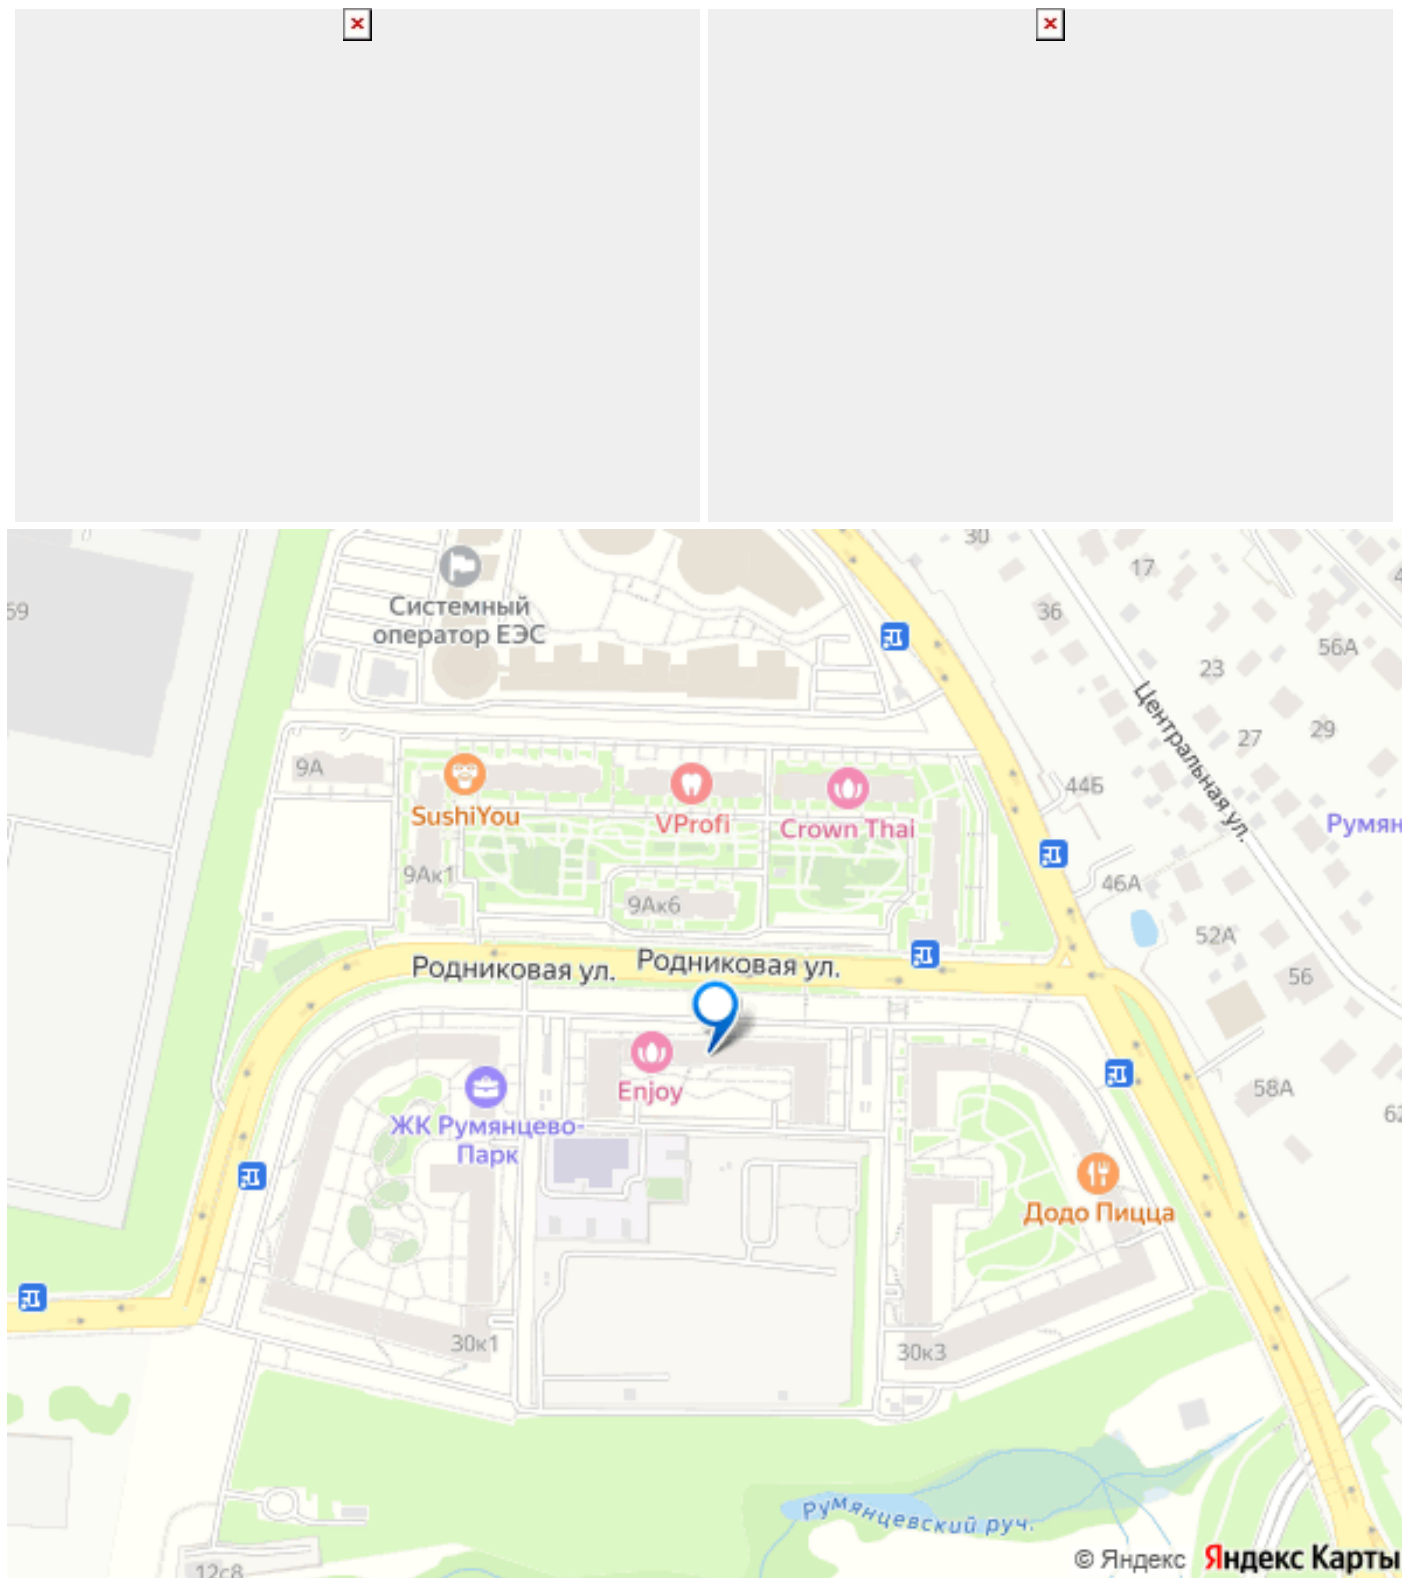 30
17
59
Системный
оператор ЕЭС
36
56А
23
Центральная ул.
27
29
9А
44Б
SushiYou
VProfi
Crown Thai
Румян
9Ак1
46А
9Ак6
52А
Родниковая ул.
Родниковая ул.
56
Enjoy
58А
62
ЖК Румянцево-
Парк
Додо Пицца
30к1
30к3
Румянцевский руч.
© Яндекс
Яндекс Карты
12с8